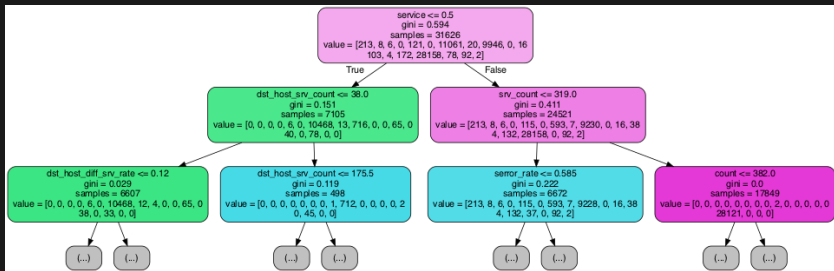 service <= 0.5
gini = 0.594
samples = 31626
value = [213, 8, 6, 0, 121, 0, 11061, 20, 9946, 0, 16
103, 4, 172, 28158, 78, 92, 2]
True
False
dst_host_srv_count <= 38.0
gini = 0.151
samples = 7105
value = [0, 0, 0, 0, 6, 0, 10468, 13, 716, 0, 0, 65, 0
40, 0, 78, 0, 0]
srv_count <= 319.0
gini = 0.411
samples = 24521
value = [213, 8, 6, 0, 115, 0, 593, 7, 9230, 0, 16, 38
4, 132, 28158, 0, 92, 2]
dst_host_diff_srv_rate <= 0.12
gini = 0.029
samples = 6607
value = [0, 0, 0, 0, 6, 0, 10468, 12, 4, 0, 0, 65, 0
38, 0, 33, 0, 0]
dst_host_srv_count <= 175.5
gini = 0.119
samples = 498
value = [0, 0, 0, 0, 0, 0, 0, 1, 712, 0, 0, 0, 0, 2
0, 45, 0, 0]
serror_rate <= 0.585
gini = 0.222
samples = 6672
value = [213, 8, 6, 0, 115, 0, 593, 7, 9228, 0, 16, 38
4, 132, 37, 0, 92, 2]
count <= 382.0
gini = 0.0
samples = 17849
value = [0, 0, 0, 0, 0, 0, 0, 0, 2, 0, 0, 0, 0, 0
28121, 0, 0, 0]
(...)
(...)
(...)
(...)
(...)
(...)
(...)
(...)